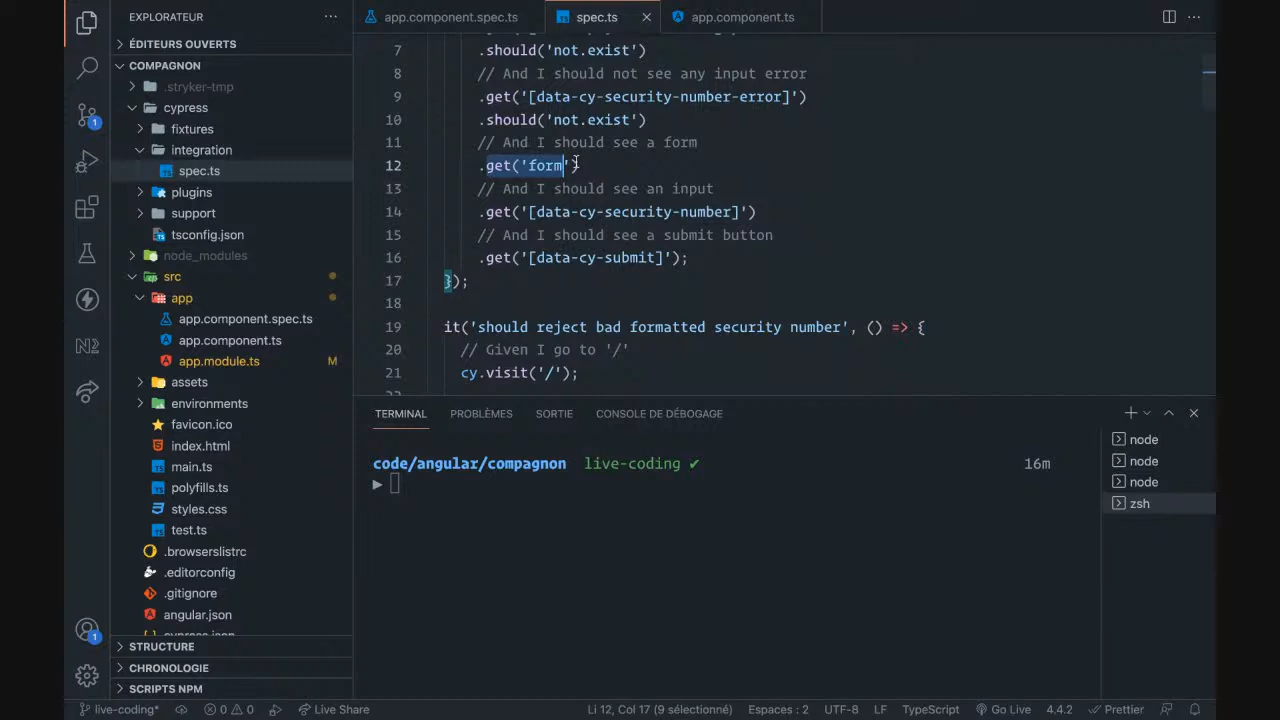 EXPLORATEUR
app.component.spec.ts
spec.ts
app.component.ts
ÉDITEURS OUVERTS
COMPAGNON
.stryker-tmp
cypress
fixtures
integration
spec.ts
plugins
support
tsconfig.json
node_modules
src
app
app.component.spec.ts
app.component.ts
app.module.ts M
assets
environments
favicon.ico
index.html
main.ts
polyfills.ts
styles.css
test.ts
.browserslistrc
.editorconfig
.gitignore
angular.json
cypress.json
STRUCTURE
CHRONOLOGIE
SCRIPTS NPM
7 .should('not.exist')
8 // And I should not see any input error
9 .get('[data-cy-security-number-error]')
10 .should('not.exist')
11 // And I should see a form
12 .get('form')
13 // And I should see an input
14 .get('[data-cy-security-number]')
15 // And I should see a submit button
16 .get('[data-cy-submit]');
17 });
18
19 it('should reject bad formatted security number', () => {
20 // Given I go to '/'
21 cy.visit('/');
TERMINAL PROBLÈMES SORTIE CONSOLE DE DÉBOGAGE
code/angular/compagnon live-coding ✔ 16m
node
node
node
zsh
1
1
N2
live-coding* 0 0 Live Share Li 12, Col 17 (9 sélectionné) Espaces : 2 UTF-8 LF TypeScript Go Live 4.4.2 Prettier